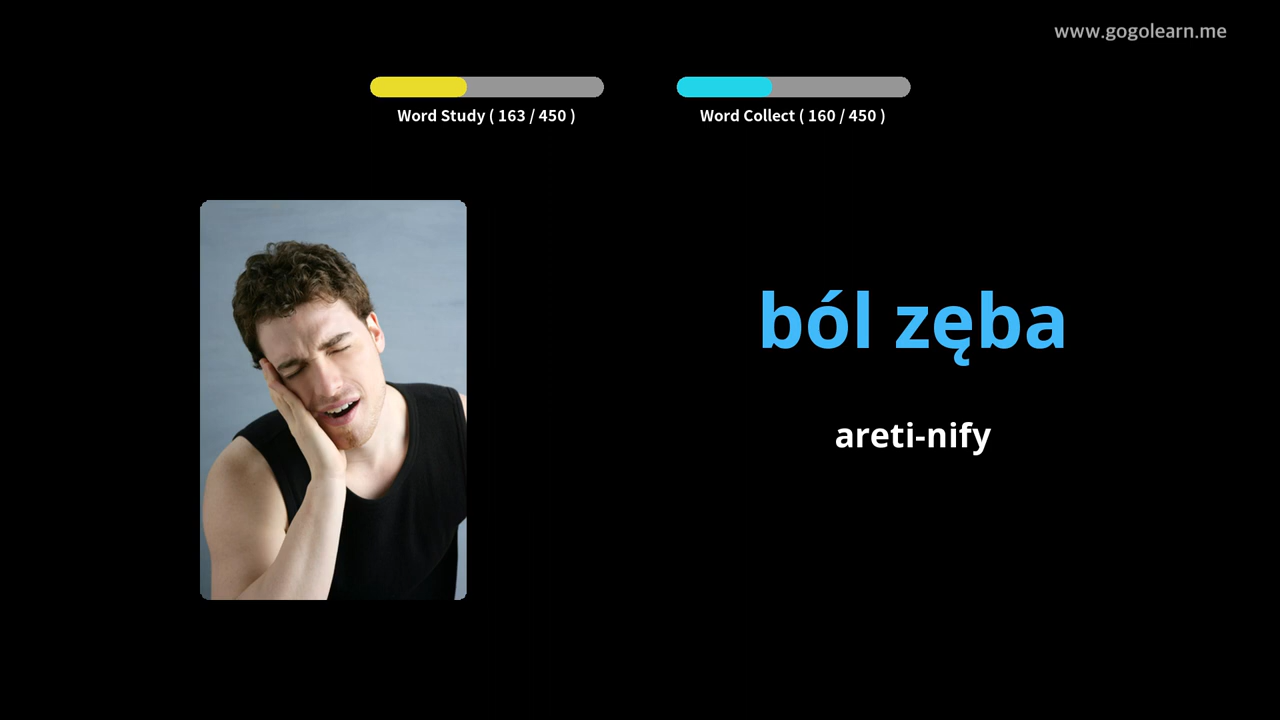 www.gogolearn.me
Word Study ( 163 / 450 )
Word Collect ( 160 / 450 )
ból zęba
areti-nify